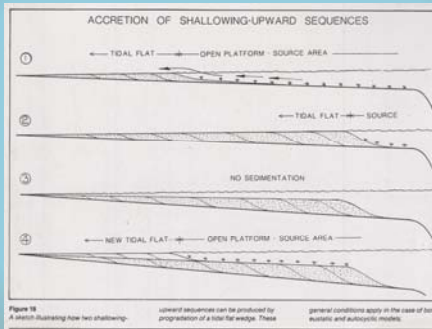 ACCRETION OF SHALLOWING-UPWARD SEQUENCES
①
TIDAL FLAT
OPEN PLATFORM - SOURCE AREA
②
TIDAL FLAT
SOURCE
③
NO SEDIMENTATION
④
NEW TIDAL FLAT
OPEN PLATFORM - SOURCE AREA
Figure 18
A sketch illustrating how two shallowing-
upward sequences can be produced by
progradation of a tidal flat wedge. These
general conditions apply in the case of both
eustatic and autocyclic models.